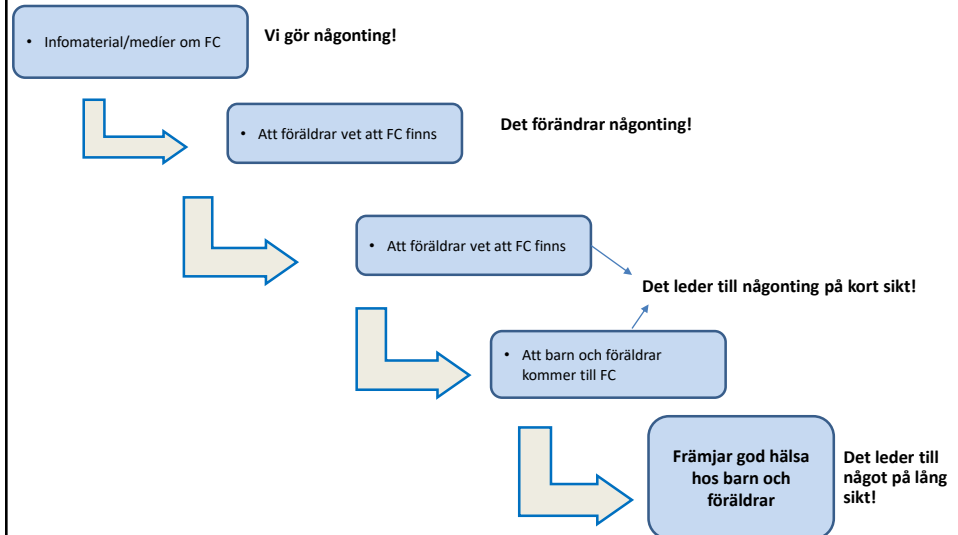 • Infomaterial/medíer om FC
Vi gör någonting!
• Att föräldrar vet att FC finns
Det förändrar någonting!
• Att föräldrar vet att FC finns
Det leder till någonting på kort sikt!
• Att barn och föräldrar
kommer till FC
Främjar god hälsa
hos barn och
föräldrar
Det leder till
något på lång
sikt!